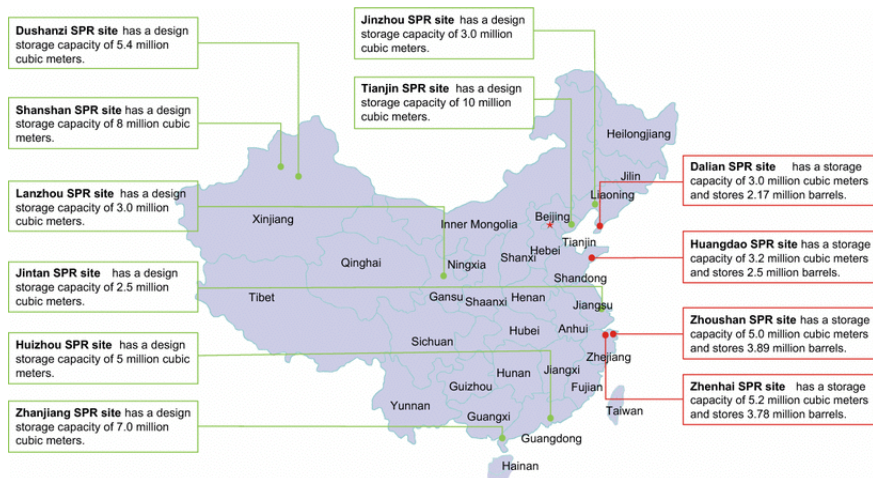 Dushanzi SPR site has a design
storage capacity of 5.4 million
cubic meters.
Shanshan SPR site has a design
storage capacity of 8 million cubic
meters.
Lanzhou SPR site has a design
storage capacity of 3.0 million
cubic meters.
Jintan SPR site has a design
storage capacity of 2.5 million
cubic meters.
Huizhou SPR site has a design
storage capacity of 5 million cubic
meters.
Zhanjiang SPR site has a design
storage capacity of 7.0 million
cubic meters.
Jinzhou SPR site has a design
storage capacity of 3.0 million
cubic meters.
Tianjin SPR site has a design
storage capacity of 10 million
cubic meters.
Dalian SPR site has a storage
capacity of 3.0 million cubic meters
and stores 2.17 million barrels.
Huangdao SPR site has a storage
capacity of 3.2 million cubic meters
and stores 2.5 million barrels.
Zhoushan SPR site has a storage
capacity of 5.0 million cubic meters
and stores 3.89 million barrels.
Zhenhai SPR site has a storage
capacity of 5.2 million cubic meters
and stores 3.78 million barrels.
Heilongjiang
Jilin
Liaoning
Beijing
Inner Mongolia
Xinjiang
Tianjin
Hebei
Shanxi
Ningxia
Qinghai
Shandong
Tibet
Gansu
Shaanxi
Henan
Jiangsu
Hubei
Anhui
Sichuan
Zhejiang
Hunan
Jiangxi
Guizhou
Fujian
Yunnan
Guangxi
Taiwan
Guangdong
Hainan